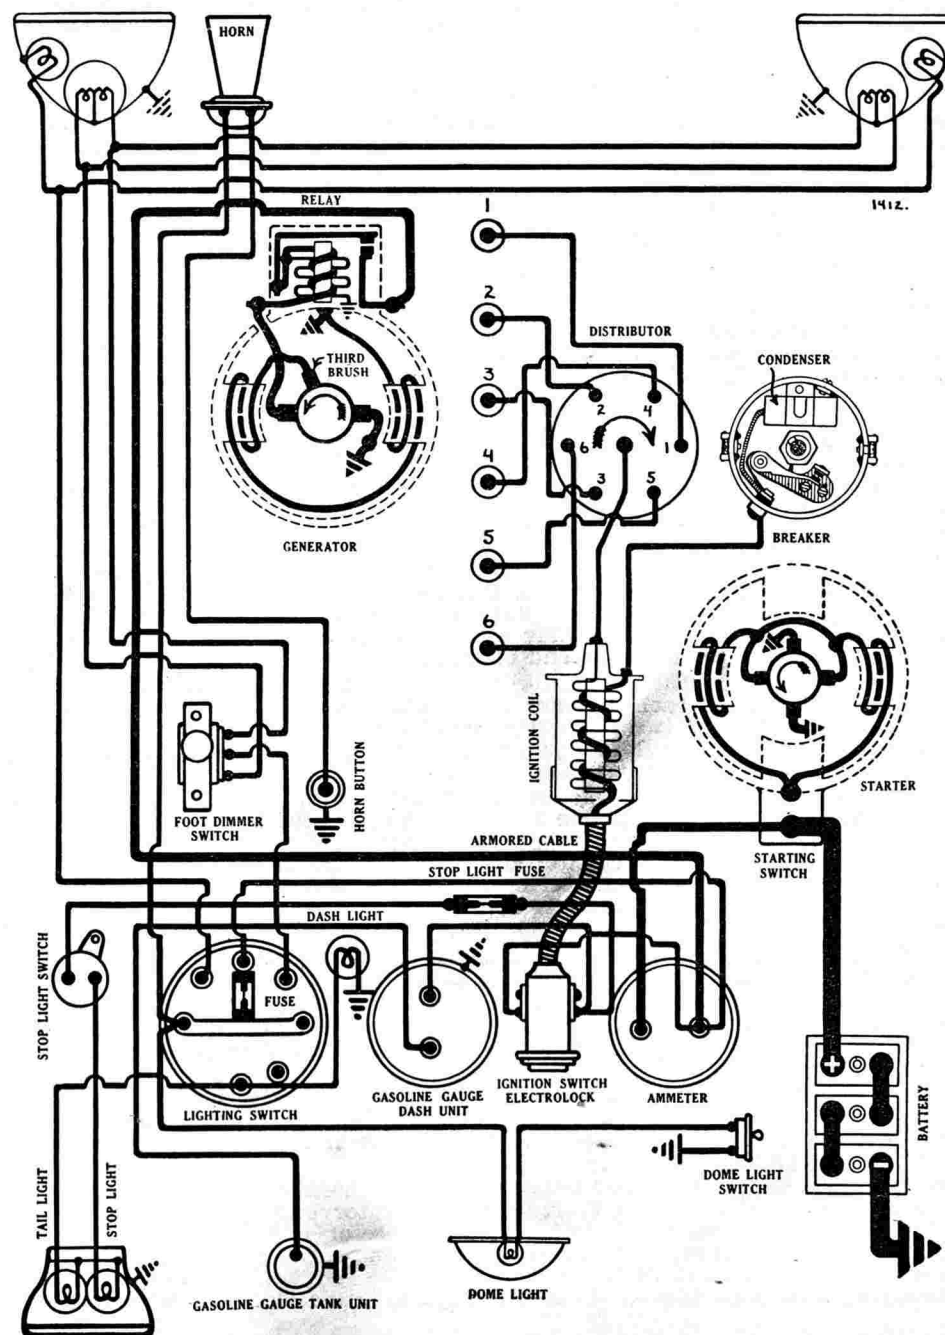 HORN
1412.
RELAY
1
2
DISTRIBUTOR
CONDENSER
THIRD
BRUSH
3
2
4
6
1
4
3
5
GENERATOR
BREAKER
5
6
IGNITION COIL
STARTER
HORN BUTTON
FOOT DIMMER
SWITCH
ARMORED CABLE
STARTING
SWITCH
STOP LIGHT FUSE
DASH LIGHT
STOP LIGHT SWITCH
FUSE
+
LIGHTING SWITCH
GASOLINE GAUGE
DASH UNIT
IGNITION SWITCH
ELECTROLOCK
AMMETER
BATTERY
-
DOME LIGHT
SWITCH
TAIL LIGHT
STOP LIGHT
GASOLINE GAUGE TANK UNIT
DOME LIGHT